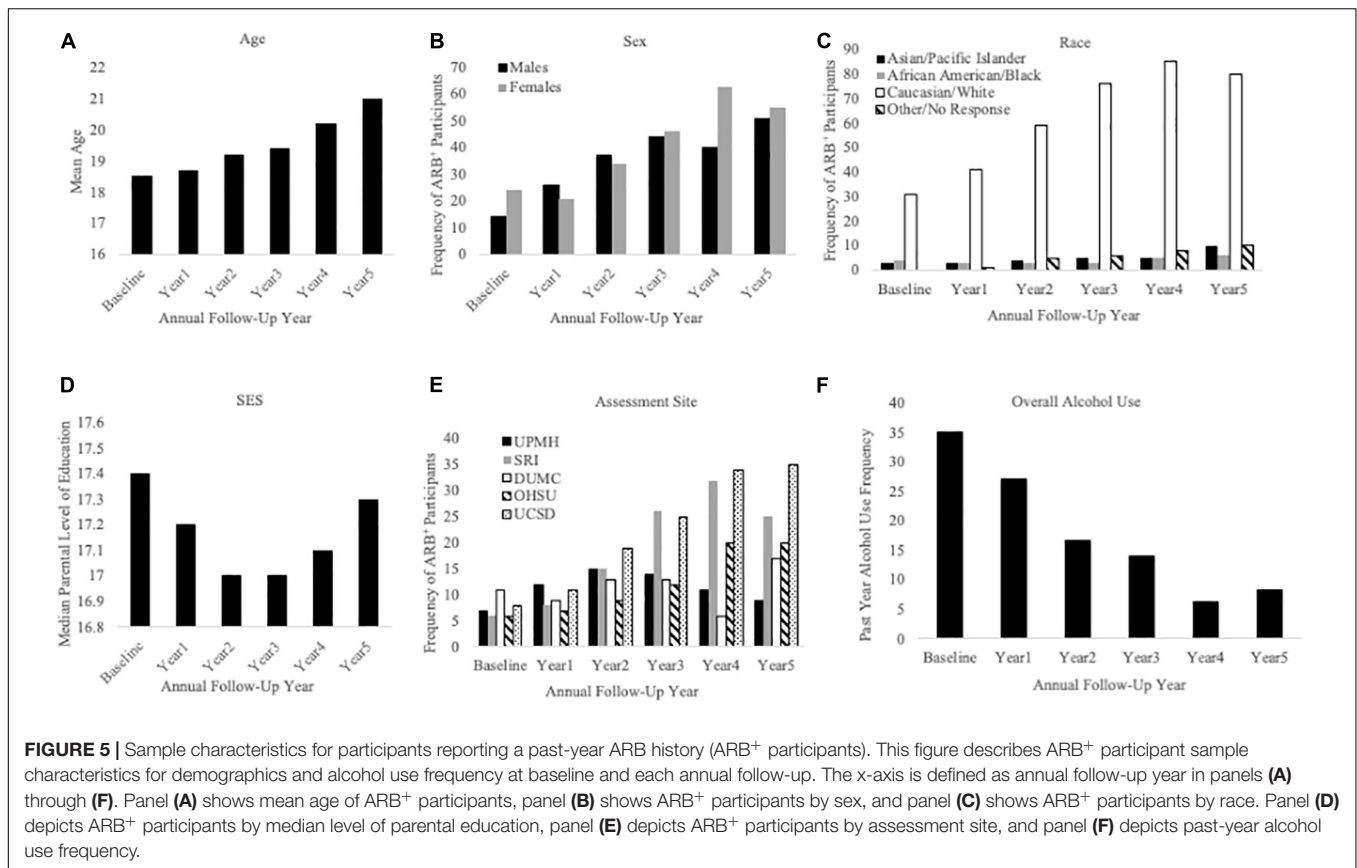 A
Age
22
21
20
19
18
17
16
Mean Age
Baseline
Year1
Year2
Year3
Year4
Year5
Annual Follow-Up Year
B
Sex
70
60
50
40
30
20
10
0
Males
Females
Frequency of ARB+ Participants
Baseline
Year1
Year2
Year3
Year4
Year5
Annual Follow-Up Year
C
Race
90
80
70
60
50
40
30
20
10
0
Asian/Pacific Islander
African American/Black
Caucasian/White
Other/No Response
Frequency of ARB+ Participants
Baseline Year1 Year2 Year3 Year4 Year5
Annual Follow-Up Year
D
SES
17.6
17.5
17.4
17.3
17.2
17.1
17
16.9
16.8
Median Parental Level of Education
Baseline
Year1
Year2
Year3
Year4
Year5
Annual Follow-Up Year
E
Assessment Site
40
35
30
25
20
15
10
5
0
UPMH
SRI
DUMC
OHSU
UCSD
Frequency of ARB+ Participants
Baseline Year1 Year2 Year3 Year4 Year5
Annual Follow-Up Year
F
Overall Alcohol Use
40
35
30
25
20
15
10
5
0
Past Year Alcohol Use Frequency
Baseline Year1 Year2 Year3 Year4 Year5
Annual Follow-Up Year
FIGURE 5 | Sample characteristics for participants reporting a past-year ARB history (ARB+ participants). This figure describes ARB+ participant sample
characteristics for demographics and alcohol use frequency at baseline and each annual follow-up. The x-axis is defined as annual follow-up year in panels (A)
through (F). Panel (A) shows mean age of ARB+ participants, panel (B) shows ARB+ participants by sex, and panel (C) shows ARB+ participants by race. Panel (D)
depicts ARB+ participants by median level of parental education, panel (E) depicts ARB+ participants by assessment site, and panel (F) depicts past-year alcohol
use frequency.